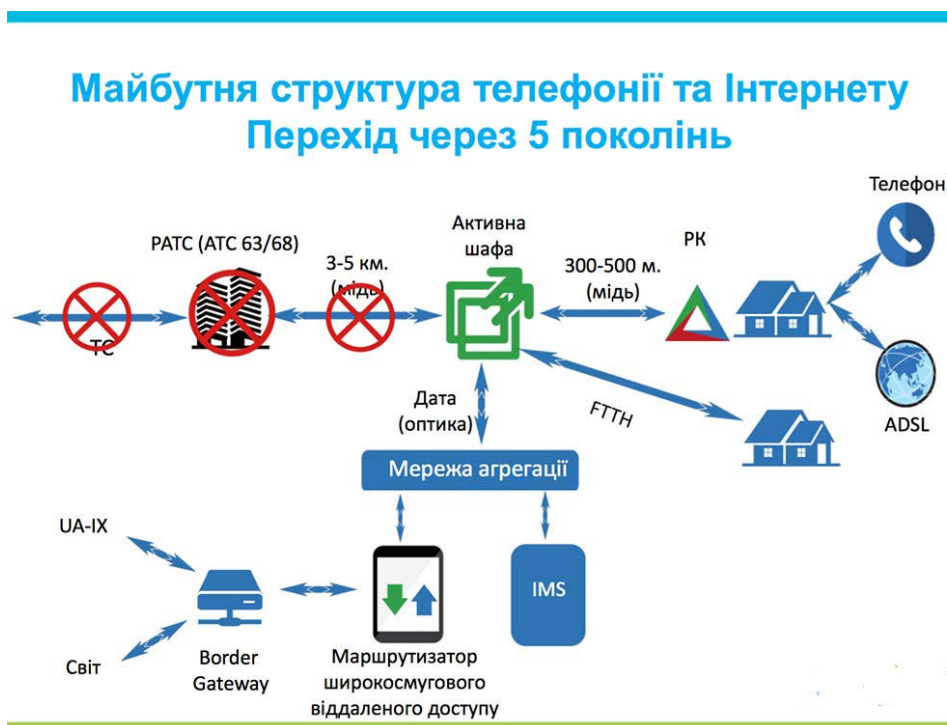 Майбутня структура телефонії та Інтернету
Перехід через 5 поколінь
Телефон
РАТС (АТС 63/68)
Активна
шафа
РК
3-5 км.
(мідь)
300-500 м.
(мідь)
ТС
Дата
(оптика)
FTTH
ADSL
Мережа агрегації
UA-IX
IMS
Світ
Border
Gateway
Маршрутизатор
широкосмугового
віддаленого доступу